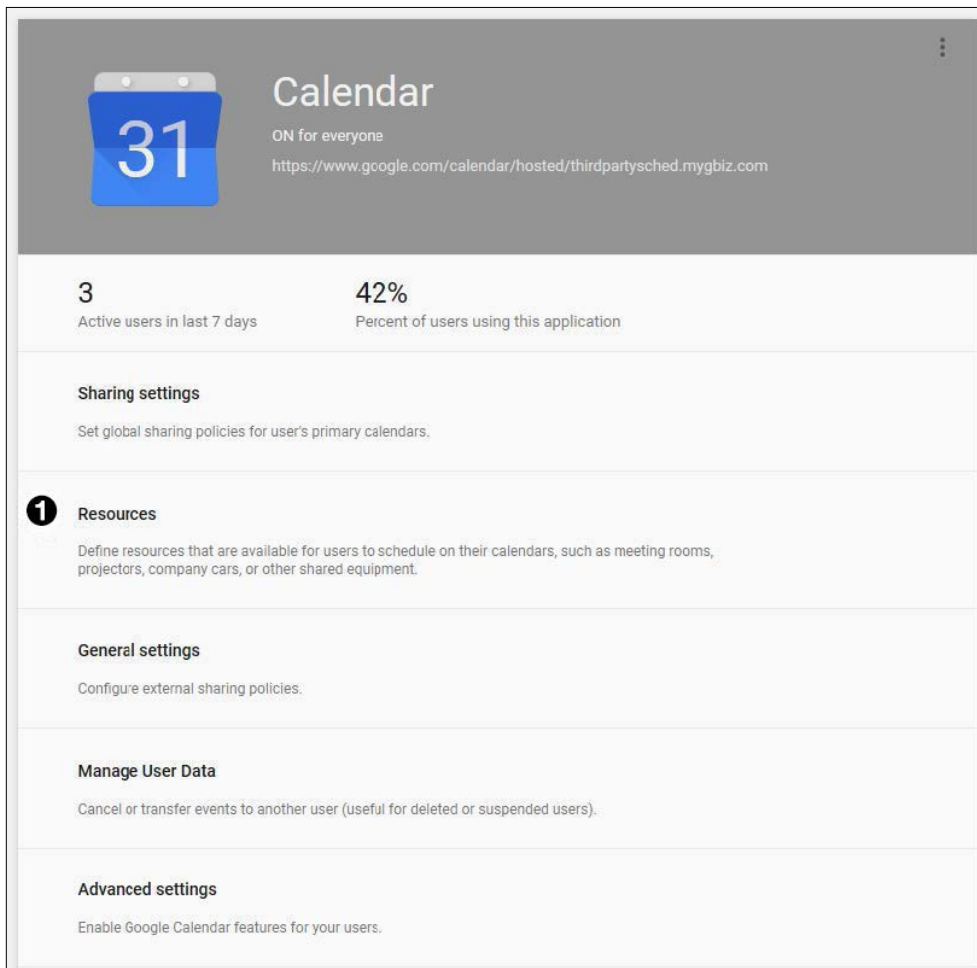 31
Calendar
ON for everyone
https://www.google.com/calendar/hosted/thirdpartysched.mygbiz.com
3
Active users in last 7 days
42%
Percent of users using this application
Sharing settings
Set global sharing policies for user's primary calendars.
1
Resources
Define resources that are available for users to schedule on their calendars, such as meeting rooms,
projectors, company cars, or other shared equipment.
General settings
Configure external sharing policies.
Manage User Data
Cancel or transfer events to another user (useful for deleted or suspended users).
Advanced settings
Enable Google Calendar features for your users.